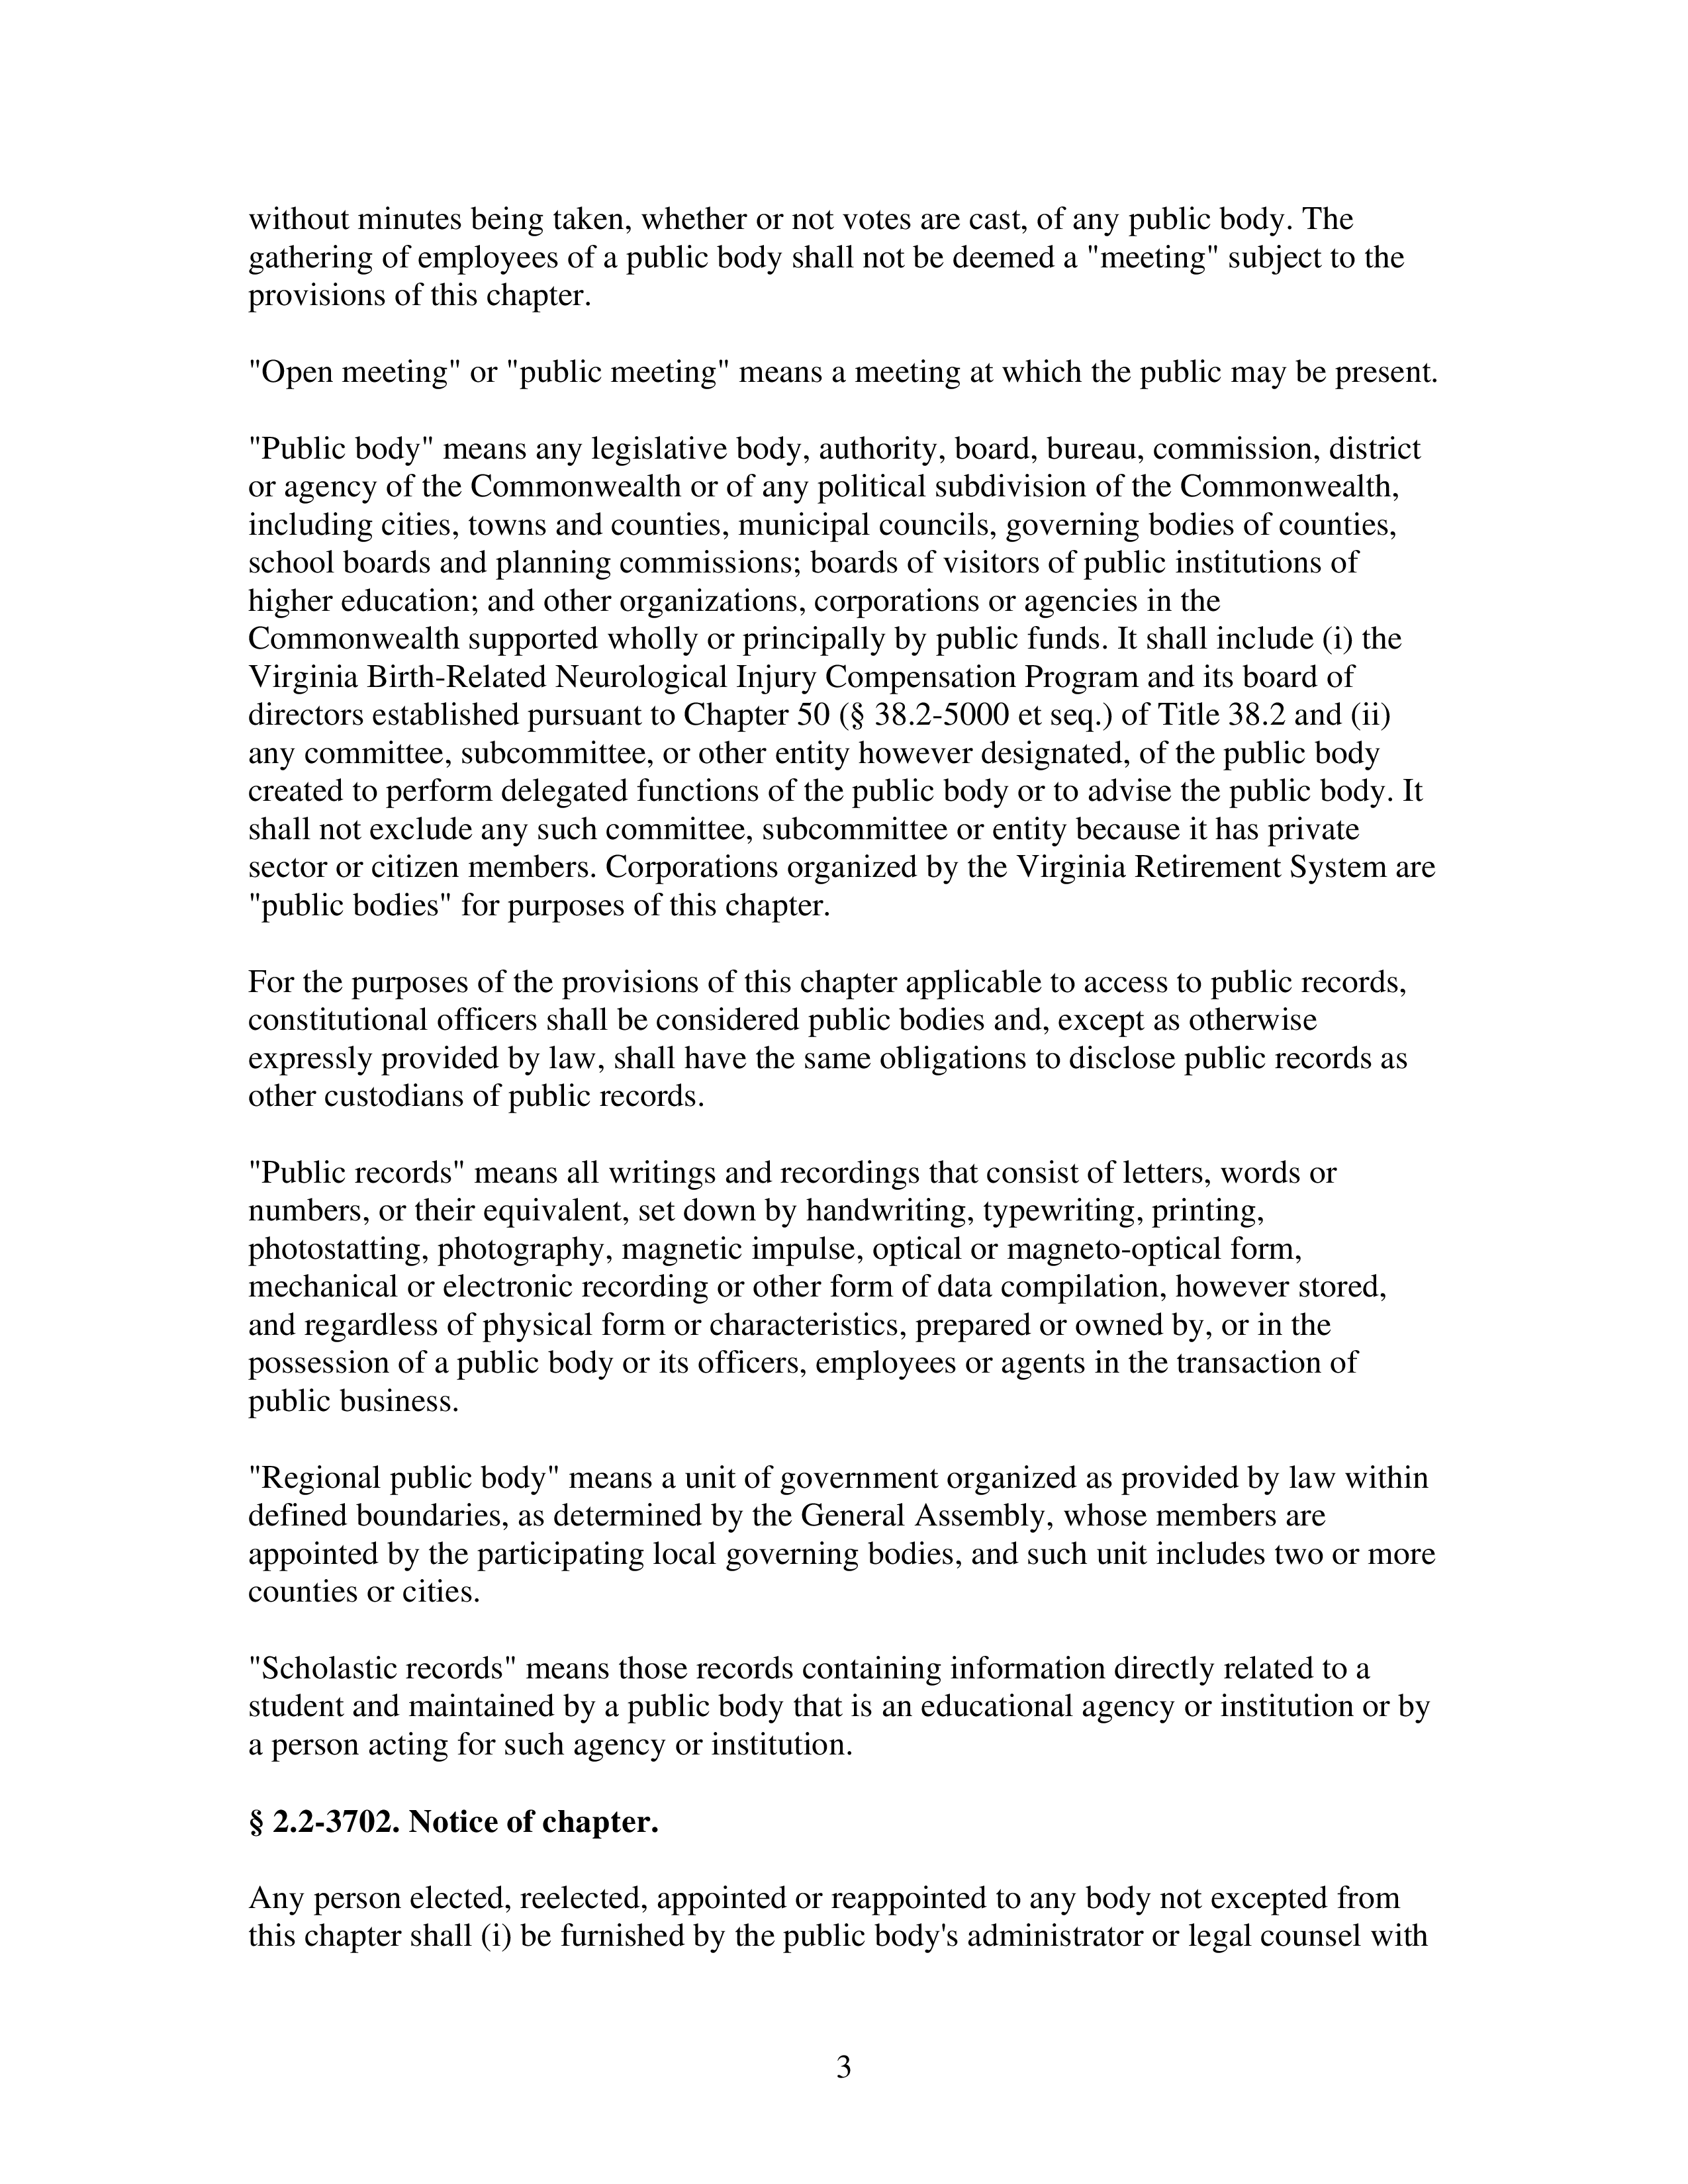 without minutes being taken, whether or not votes are cast, of any public body. The
gathering of employees of a public body shall not be deemed a "meeting" subject to the
provisions of this chapter.
"Open meeting" or "public meeting" means a meeting at which the public may be present.
"Public body" means any legislative body, authority, board, bureau, commission, district
or agency of the Commonwealth or of any political subdivision of the Commonwealth,
including cities, towns and counties, municipal councils, governing bodies of counties,
school boards and planning commissions; boards of visitors of public institutions of
higher education; and other organizations, corporations or agencies in the
Commonwealth supported wholly or principally by public funds. It shall include (i) the
Virginia Birth-Related Neurological Injury Compensation Program and its board of
directors established pursuant to Chapter 50 (§ 38.2-5000 et seq.) of Title 38.2 and (ii)
any committee, subcommittee, or other entity however designated, of the public body
created to perform delegated functions of the public body or to advise the public body. It
shall not exclude any such committee, subcommittee or entity because it has private
sector or citizen members. Corporations organized by the Virginia Retirement System are
"public bodies" for purposes of this chapter.
For the purposes of the provisions of this chapter applicable to access to public records,
constitutional officers shall be considered public bodies and, except as otherwise
expressly provided by law, shall have the same obligations to disclose public records as
other custodians of public records.
"Public records" means all writings and recordings that consist of letters, words or
numbers, or their equivalent, set down by handwriting, typewriting, printing,
photostatting, photography, magnetic impulse, optical or magneto-optical form,
mechanical or electronic recording or other form of data compilation, however stored,
and regardless of physical form or characteristics, prepared or owned by, or in the
possession of a public body or its officers, employees or agents in the transaction of
public business.
"Regional public body" means a unit of government organized as provided by law within
defined boundaries, as determined by the General Assembly, whose members are
appointed by the participating local governing bodies, and such unit includes two or more
counties or cities.
"Scholastic records" means those records containing information directly related to a
student and maintained by a public body that is an educational agency or institution or by
a person acting for such agency or institution.
§ 2.2-3702. Notice of chapter.
Any person elected, reelected, appointed or reappointed to any body not excepted from
this chapter shall (i) be furnished by the public body's administrator or legal counsel with
3